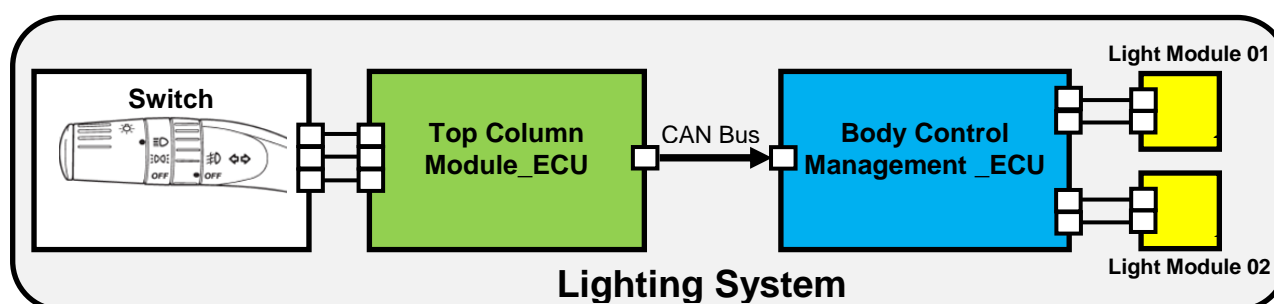 Light Module 01
Switch
OFF
OFF
Top Column
Module_ECU
CAN Bus
Body Control
Management _ECU
Light Module 02
Lighting System